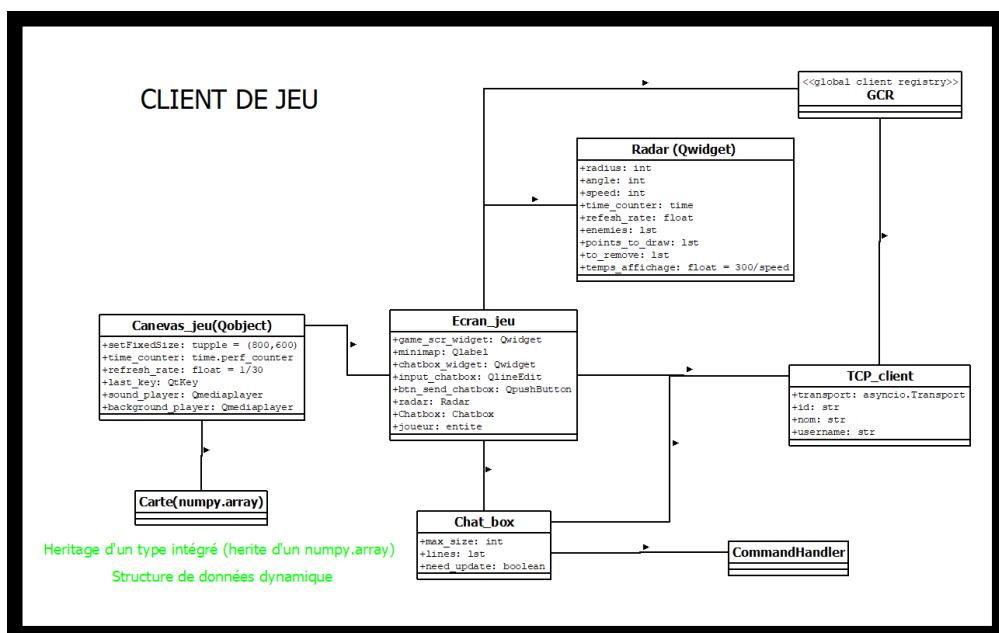 CLIENT DE JEU
<<global client registry>>
GCR
Radar (Qwidget)
+radius: int
+angle: int
+speed: int
+time_counter: time
+refesh_rate: float
+enemies: lst
+points_to_draw: lst
+to_remove: lst
+temps_affichage: float = 300/speed
Canevas_jeu(Qobject)
+setFixedSize: tupple = (800,600)
+time_counter: time.perf_counter
+refresh_rate: float = 1/30
+last_key: QtKey
+sound_player: Qmediaplayer
+background_player: Qmediaplayer
Ecran_jeu
+game_scr_widget: Qwidget
+minimap: Qlabel
+chatbox_widget: Qwidget
+input_chatbox: QlineEdit
+btn_send_chatbox: QpushButton
+radar: Radar
+Chatbox: Chatbox
+joueur: entite
TCP_client
+transport: asyncio.Transport
+id: str
+nom: str
+username: str
Carte(numpy.array)
Heritage d'un type intégré (herite d'un numpy.array)
Structure de données dynamique
Chat_box
+max_size: int
+lines: lst
+need_update: boolean
CommandHandler